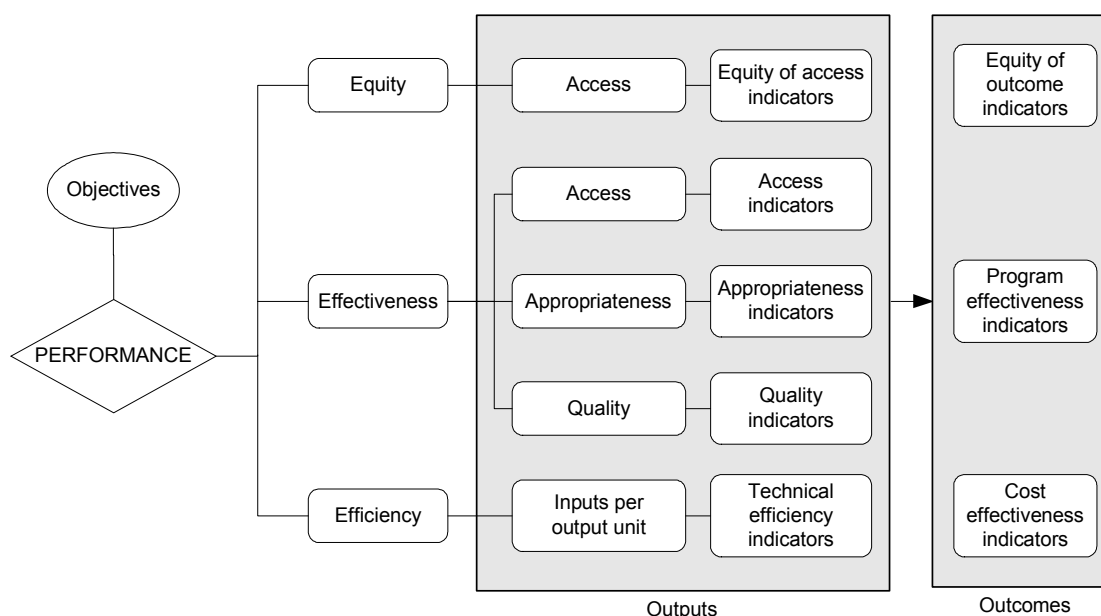 Objectives
PERFORMANCE
Equity
Access
Equity of access
indicators
Equity of
outcome
indicators
Access
Access
indicators
Effectiveness
Appropriateness
Appropriateness
indicators
Program
effectiveness
indicators
Quality
Quality
indicators
Efficiency
Inputs per
output unit
Technical
efficiency
indicators
Cost
effectiveness
indicators
Outputs
Outcomes